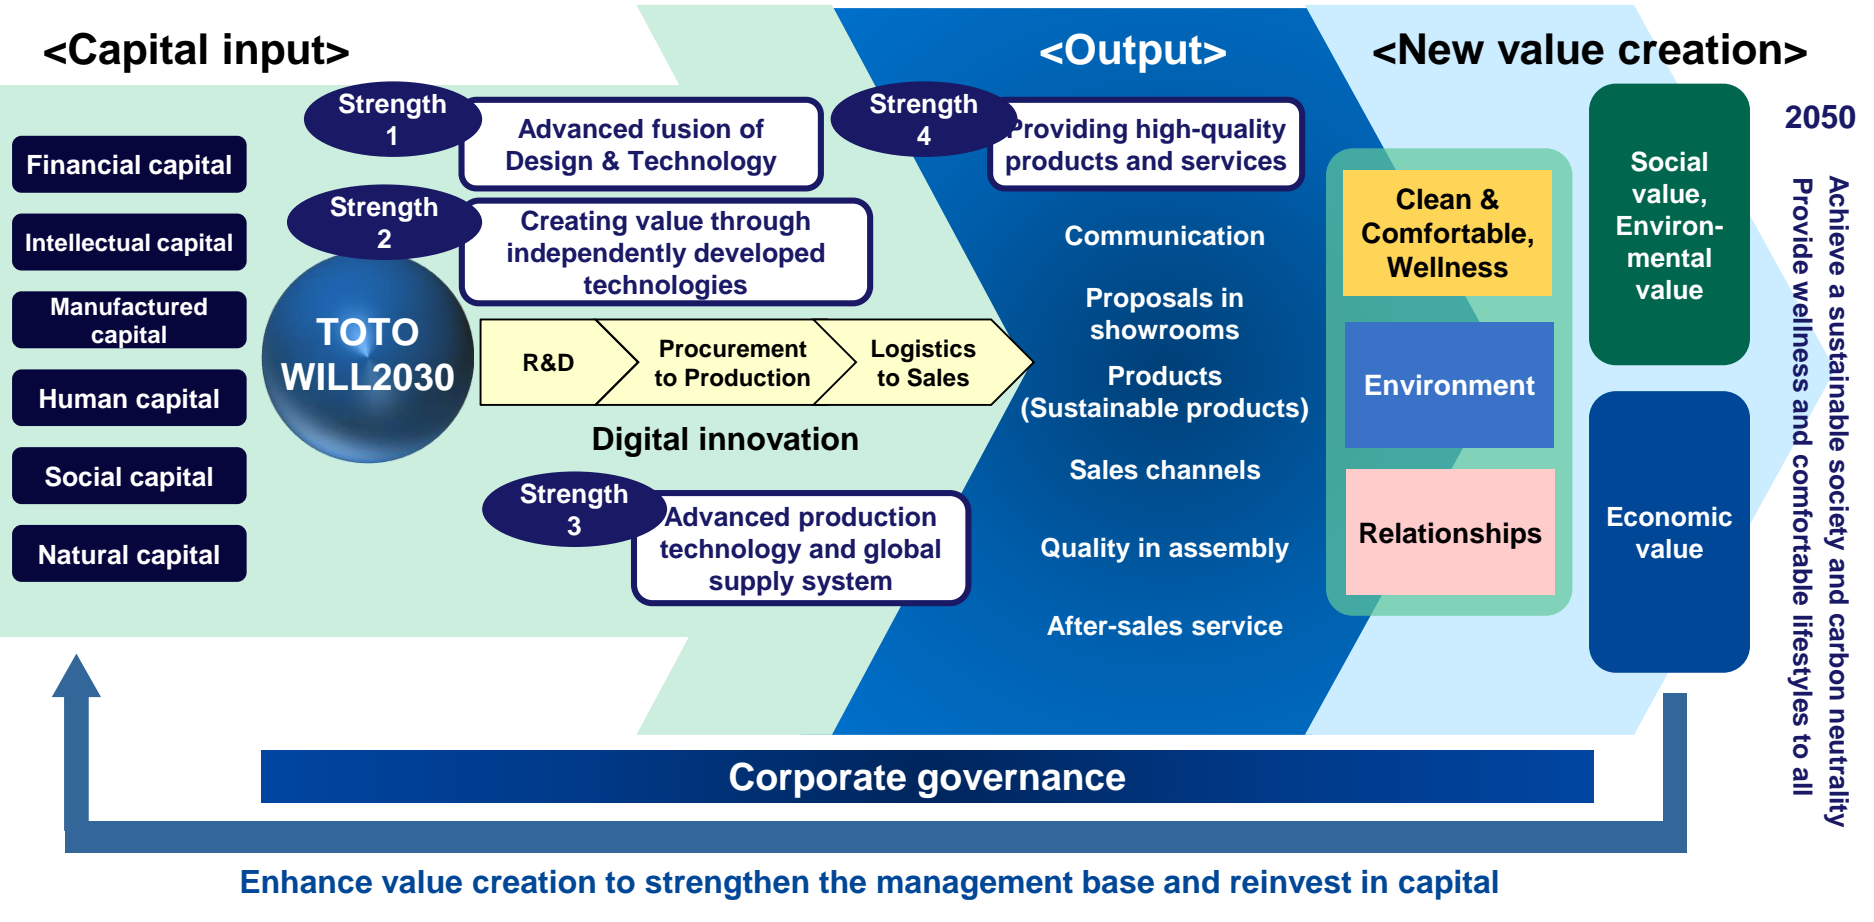 <Capital input>
Financial capital
Intellectual capital
Manufactured
capital
Human capital
Social capital
Natural capital
TOTO
WILL2030
Strength
1
Advanced fusion of
Design & Technology
Strength
2
Creating value through
independently developed
technologies
R&D
Procurement
to Production
Logistics
to Sales
Digital innovation
Strength
3
Advanced production
technology and global
supply system
<Output>
Strength
4
Providing high-quality
products and services
Communication
Proposals in
showrooms
Products
(Sustainable products)
Sales channels
Quality in assembly
After-sales service
<New value creation>
Clean &
Comfortable,
Wellness
Environment
Relationships
Social
value,
Environ-
mental
value
Economic
value
2050
Achieve a sustainable society and carbon neutrality
Provide wellness and comfortable lifestyles to all
Corporate governance
Enhance value creation to strengthen the management base and reinvest in capital